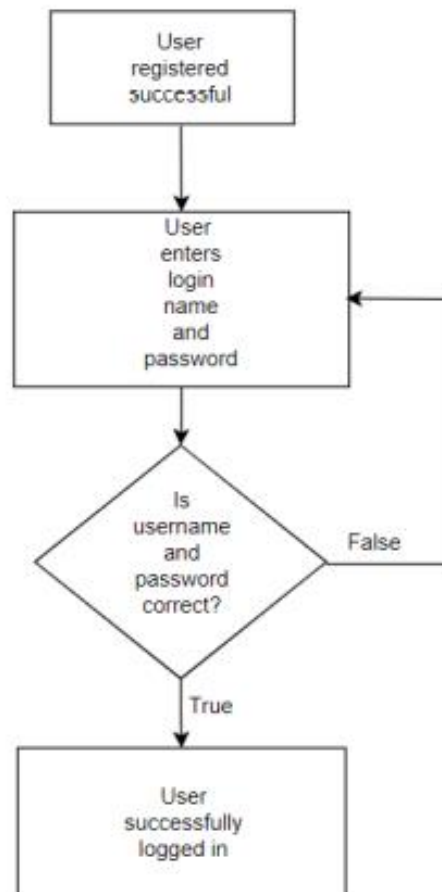 User
registered
successful
User
enters
login
name
and
password
Is
username
and
password
correct?
False
True
User
successfully
logged in